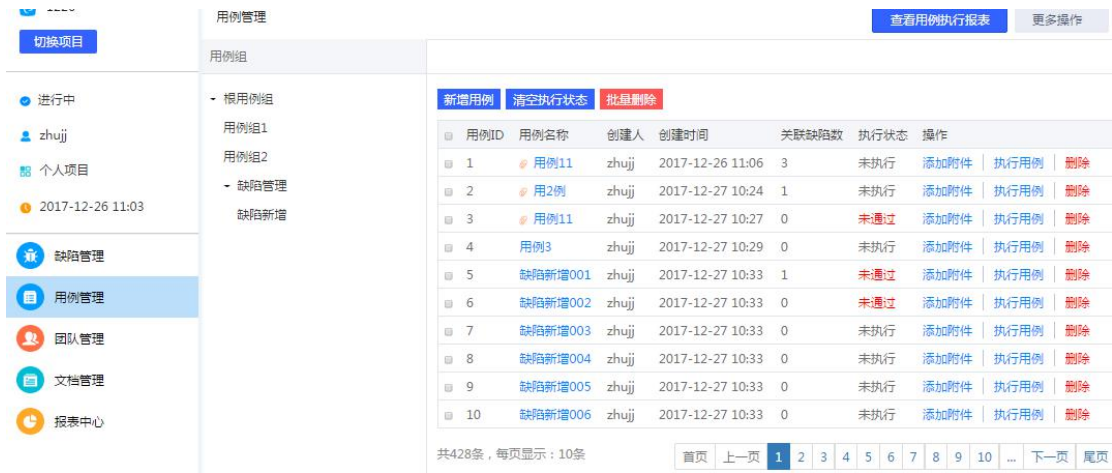 用例管理
查看用例执行报表
更多操作
切换项目
用例组
进行中
zhujj
个人项目
2017-12-26 11:03
缺陷管理
用例管理
团队管理
文档管理
报表中心
根用例组
用例组1
用例组2
缺陷管理
缺陷新增
新增用例 清空执行状态 批量删除
用例ID 用例名称 创建人 创建时间 关联缺陷数 执行状态 操作
1 用例11 zhujj 2017-12-26 11:06 3 未执行 添加附件 执行用例 删除
2 用2例 zhujj 2017-12-27 10:24 1 未执行 添加附件 执行用例 删除
3 用例11 zhujj 2017-12-27 10:27 0 未通过 添加附件 执行用例 删除
4 用例3 zhujj 2017-12-27 10:29 0 未执行 添加附件 执行用例 删除
5 缺陷新增001 zhujj 2017-12-27 10:33 1 未通过 添加附件 执行用例 删除
6 缺陷新增002 zhujj 2017-12-27 10:33 0 未通过 添加附件 执行用例 删除
7 缺陷新增003 zhujj 2017-12-27 10:33 0 未执行 添加附件 执行用例 删除
8 缺陷新增004 zhujj 2017-12-27 10:33 0 未执行 添加附件 执行用例 删除
9 缺陷新增005 zhujj 2017-12-27 10:33 0 未执行 添加附件 执行用例 删除
10 缺陷新增006 zhujj 2017-12-27 10:33 0 未执行 添加附件 执行用例 删除
共428条，每页显示：10条
首页 上一页 1 2 3 4 5 6 7 8 9 10 ... 下一页 尾页